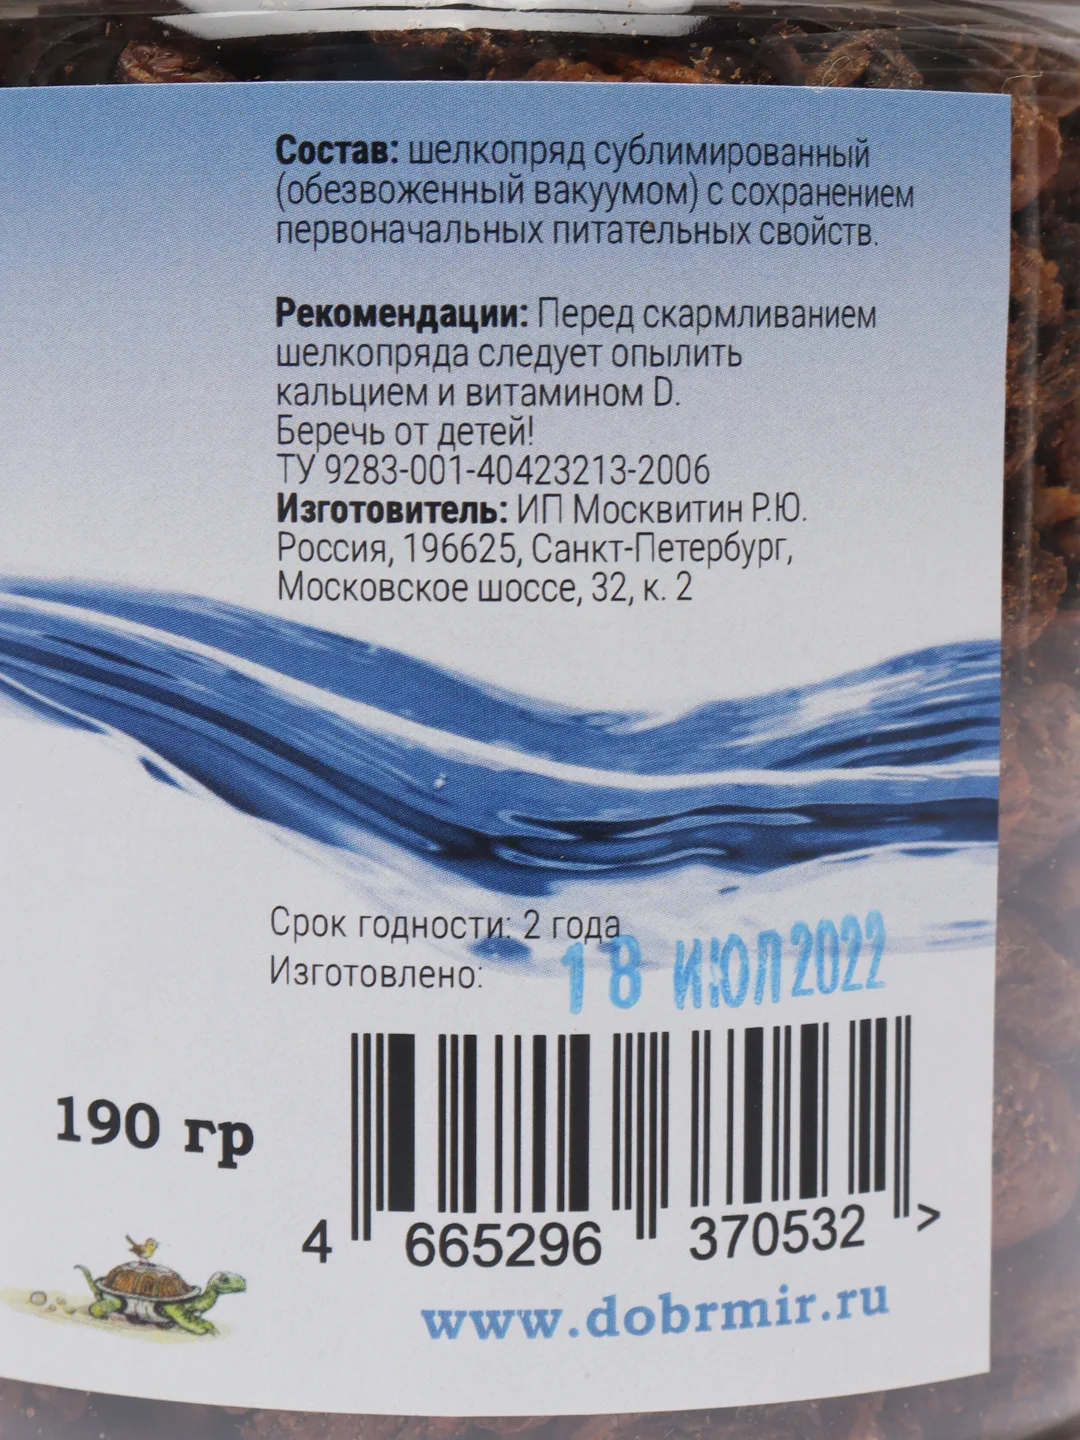 Состав: шелкопряд сублимированный
(обезвоженный вакуумом) с сохранением
первоначальных питательных свойств.
Рекомендации: Перед скармливанием
шелкопряда следует опылить
кальцием и витамином D.
Беречь от детей!
ТУ 9283-001-40423213-2006
Изготовитель: ИП Москвитин Р.Ю.
Россия, 196625, Санкт-Петербург,
Московское шоссе, 32, к. 2
Срок годности: 2 года
Изготовлено: 18 ИЮЛ 2022
190 гр
4 665296 370532 >
www.dobrmir.ru